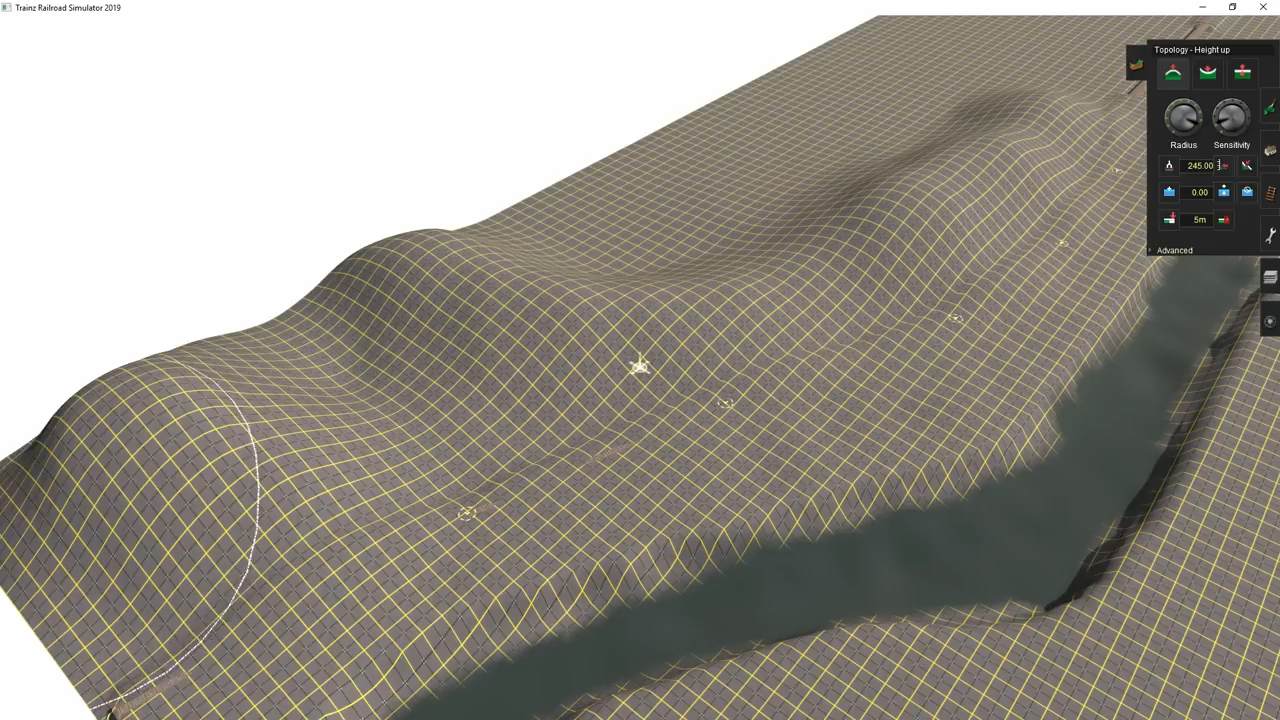 Trainz Railroad Simulator 2019
Topology - Height up
Radius Sensitivity
245.00
0.00
5m
Advanced